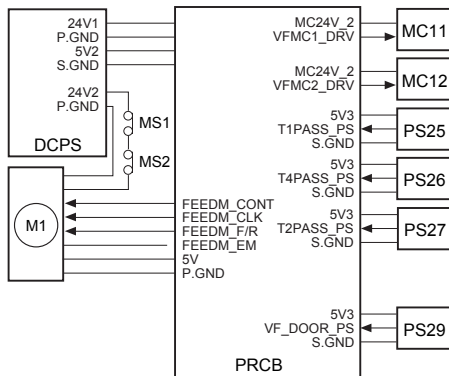 24V1
P.GND
5V2
S.GND
24V2
P.GND
DCPS
MS1
MS2
M1
FEEDM_CONT
FEEDM_CLK
FEEDM_F/R
FEEDM_EM
5V
P.GND
PRCB
MC24V_2
VFMC1_DRV
MC11
MC24V_2
VFMC2_DRV
MC12
5V3
T1PASS_PS
S.GND
PS25
5V3
T4PASS_PS
S.GND
PS26
5V3
T2PASS_PS
S.GND
PS27
5V3
VF_DOOR_PS
S.GND
PS29